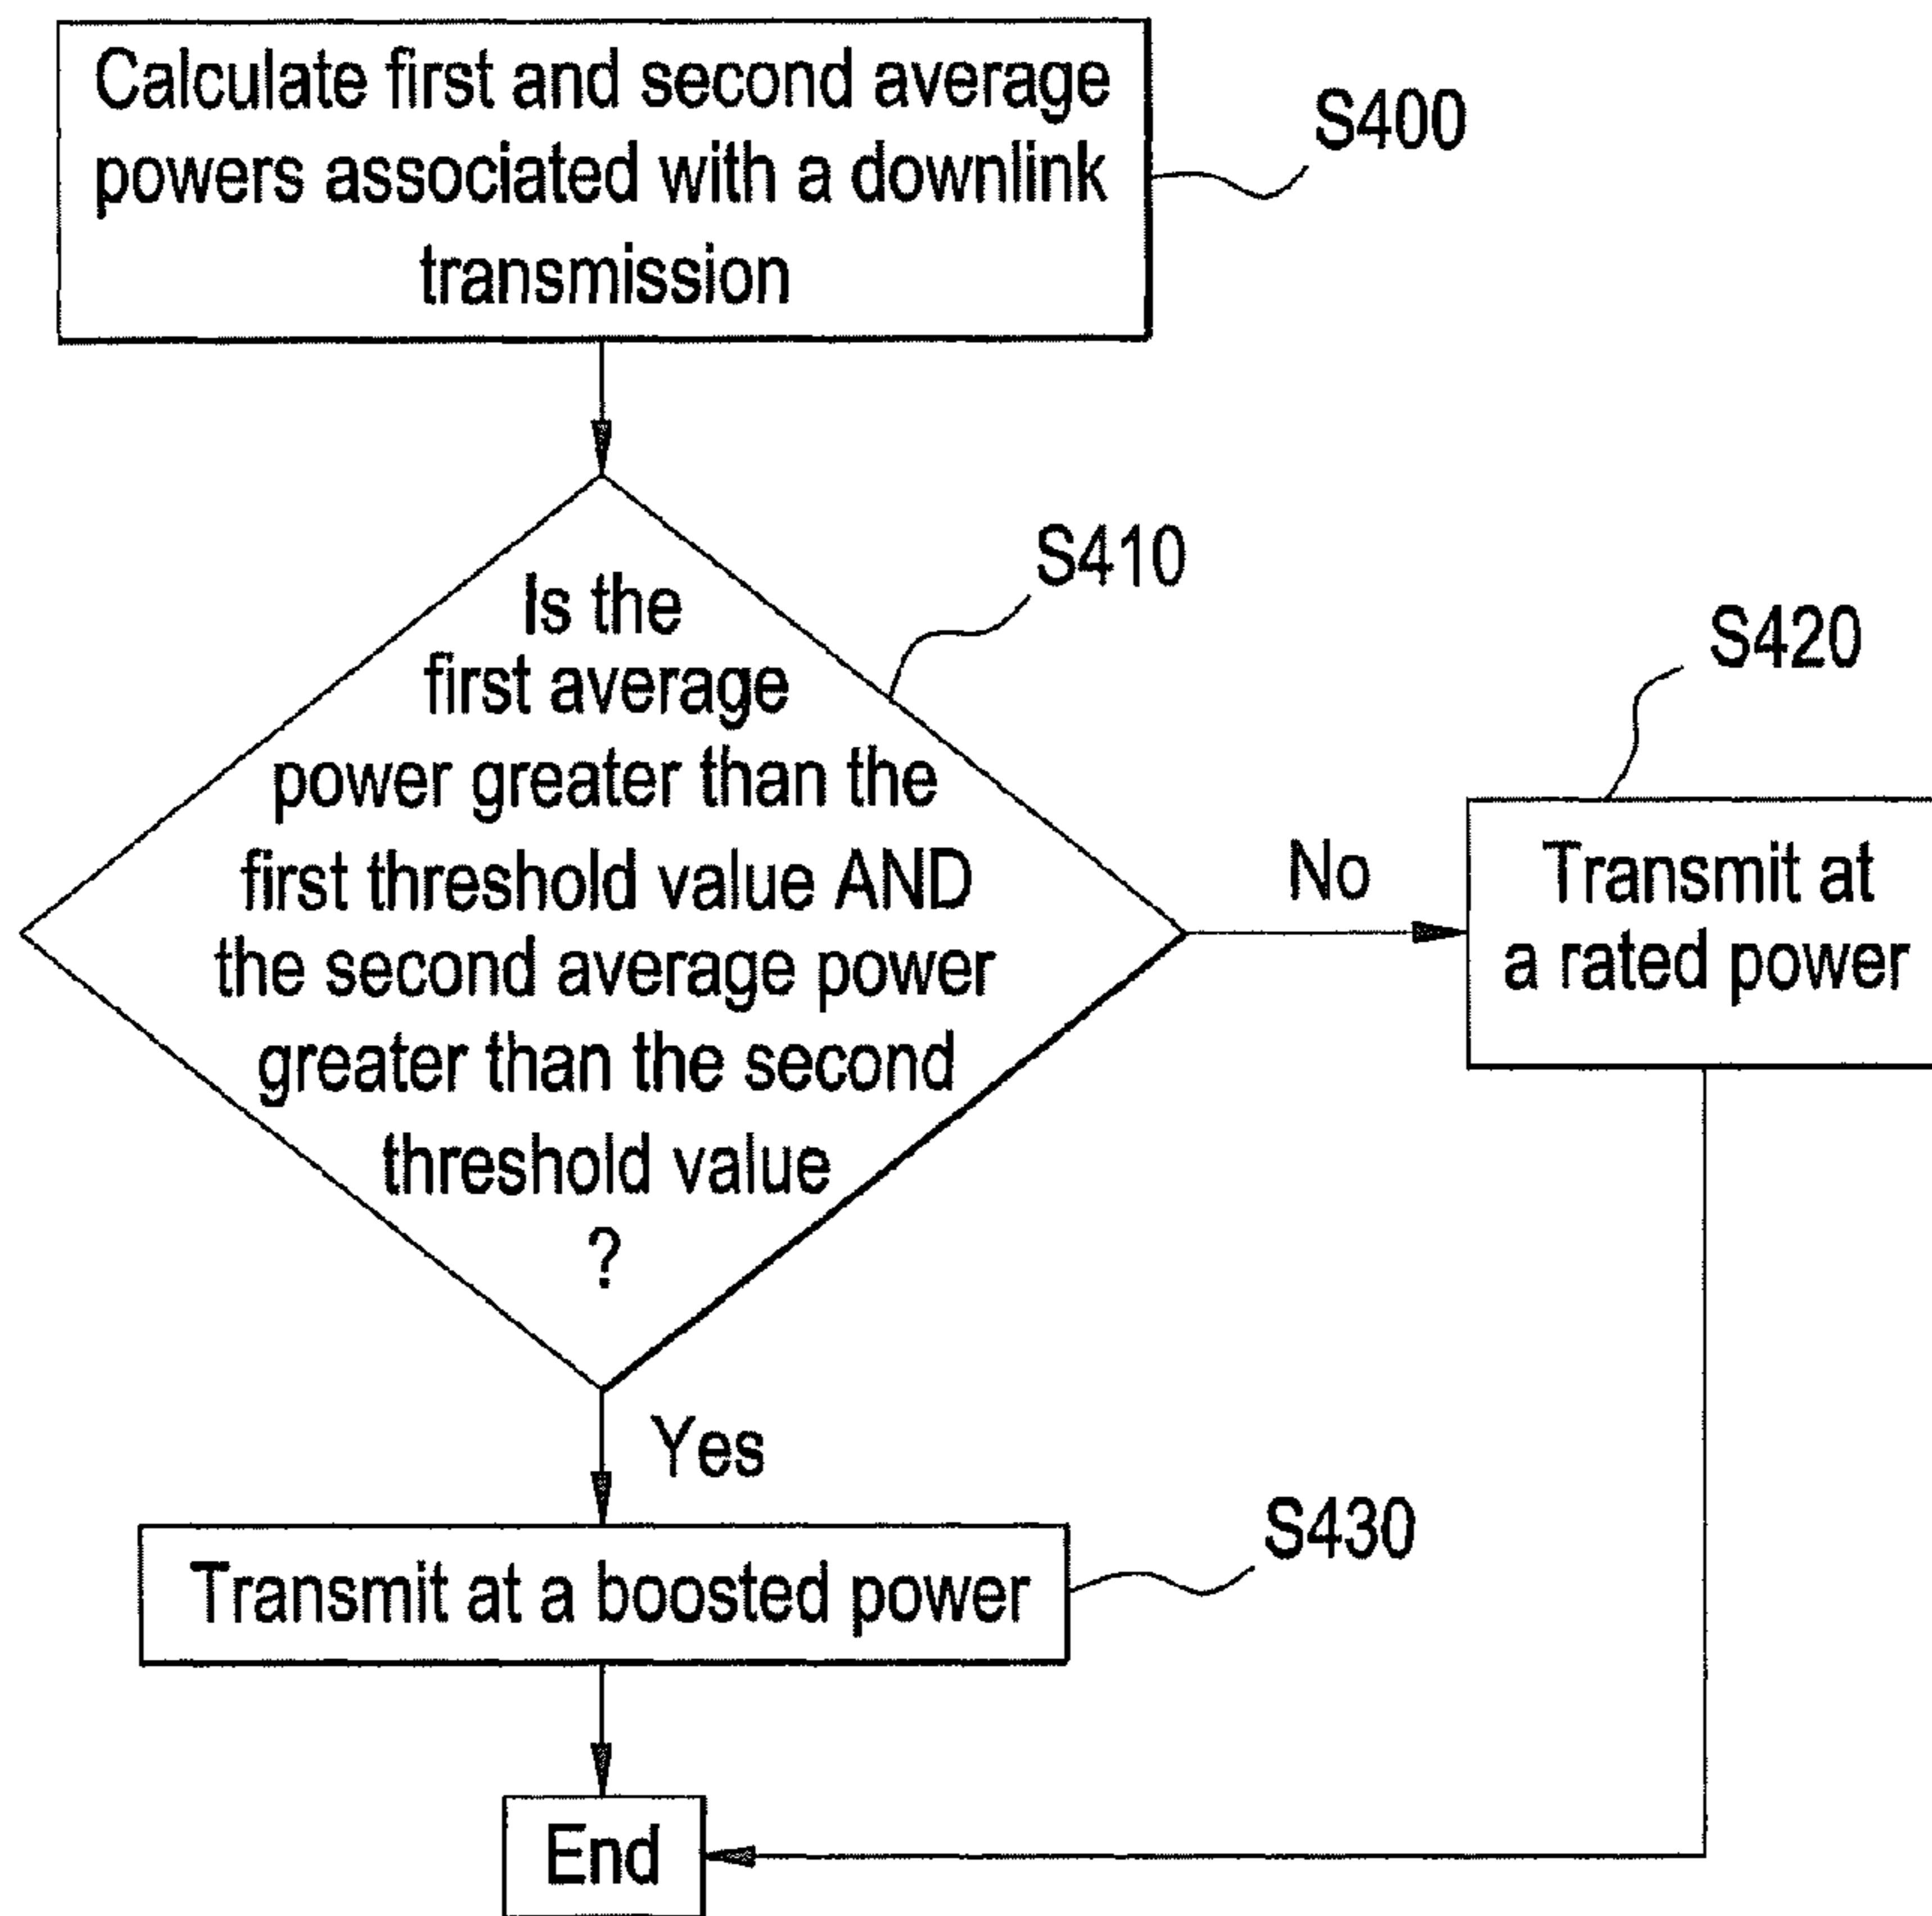 Calculate first and second average
powers associated with a downlink
transmission
S400
Is the
first average
power greater than the
first threshold value AND
the second average power
greater than the second
threshold value
?
S410
No
S420
Transmit at
a rated power
Yes
Transmit at a boosted power
S430
End